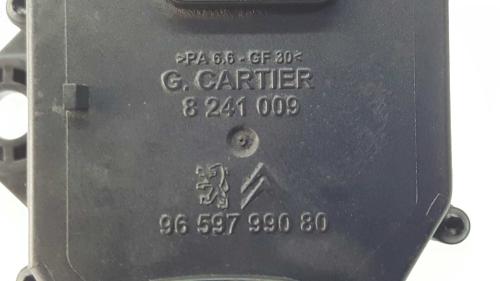 >PA 6.6 - GF 30<
G. CARTIER
8 241 009
96 597 990 80